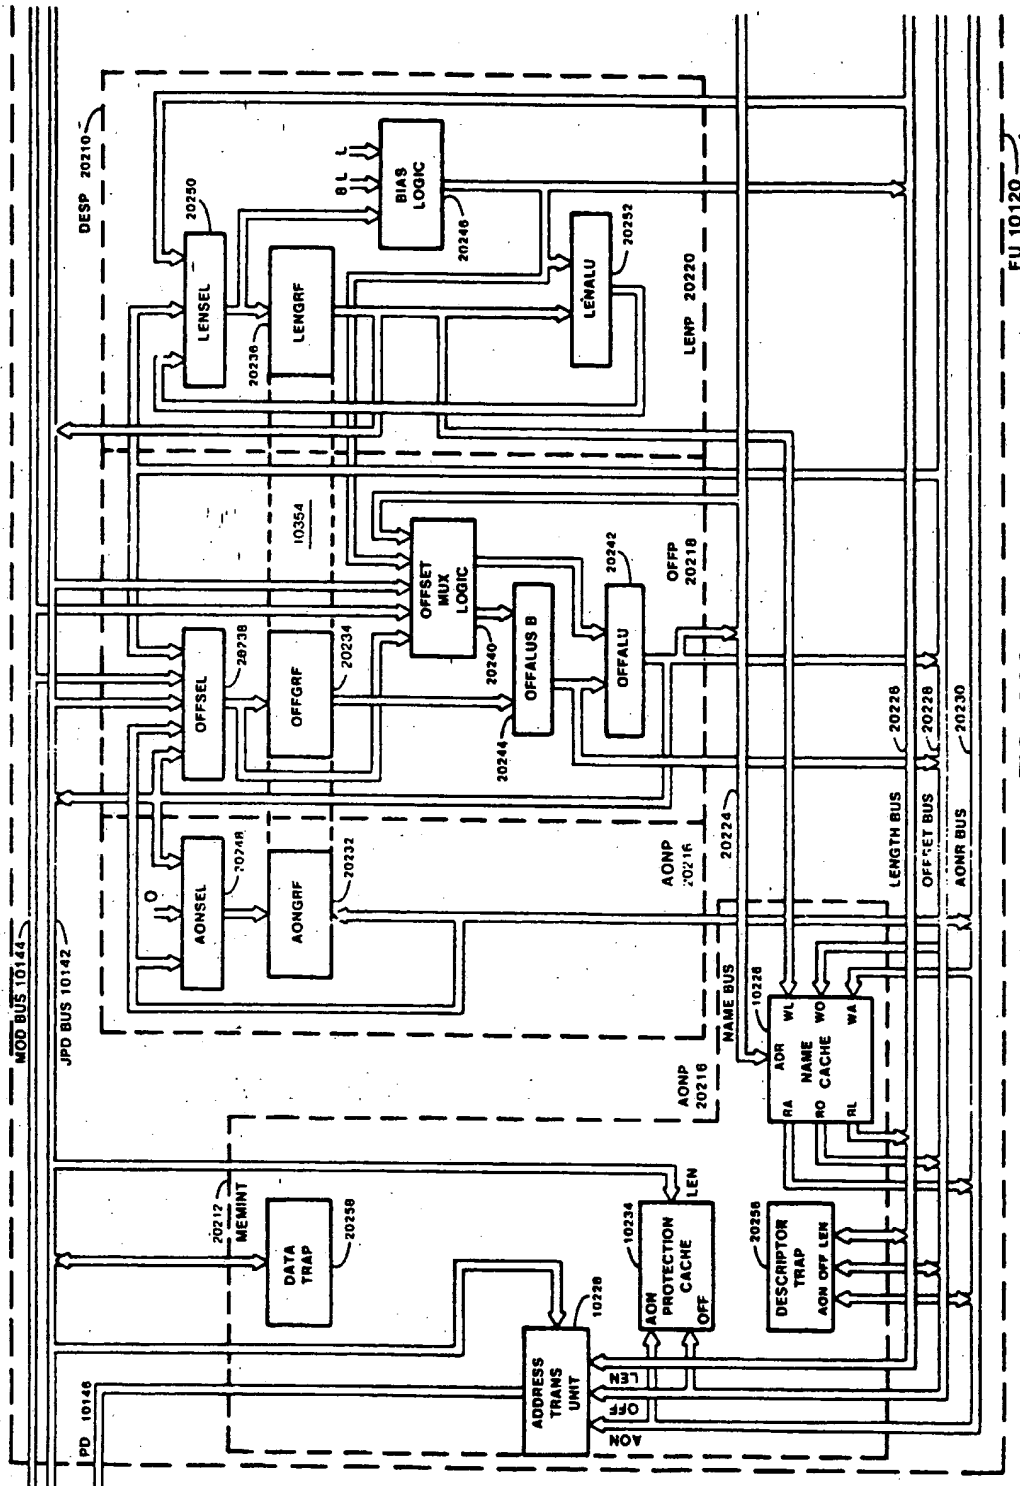 MOD BUS 10144
JPD BUS 10142
PD 10146
DESP 20210
20212
MEMINT
DATA
TRAP
20258
ADDRESS
TRANS
UNIT
10228
AON
OFF
LEN
10234
AON
PROTECTION
CACHE
OFF
LEN
20256
DESCRIPTOR
TRAP
AON OFF LEN
AONP
20216
NAME BUS
10226
ADR
NAME
CACHE
RA
RO
RL
WL
WO
WA
20224
AONSEL
20248
O
AONGRF
20232
AONP
20216
OFFSEL
20238
OFFGRF
20234
10354
OFFSET
MUX
LOGIC
20240
OFFALUS B
20244
OFFALU
20242
OFFP
20218
LENSEL
20250
20236
LENGRF
B L
L
BIAS
LOGIC
20246
LENALU
20252
LENP 20220
LENGTH BUS
20226
OFFSET BUS
20228
AONR BUS
20230
FU 10120